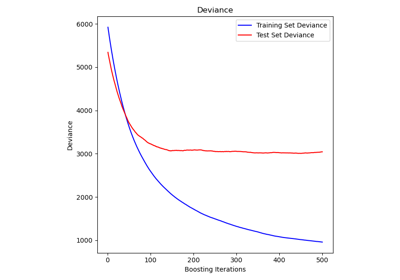 Deviance
6000
5000
4000
3000
2000
1000
Deviance
Training Set Deviance
Test Set Deviance
0
100
200
300
400
500
Boosting Iterations